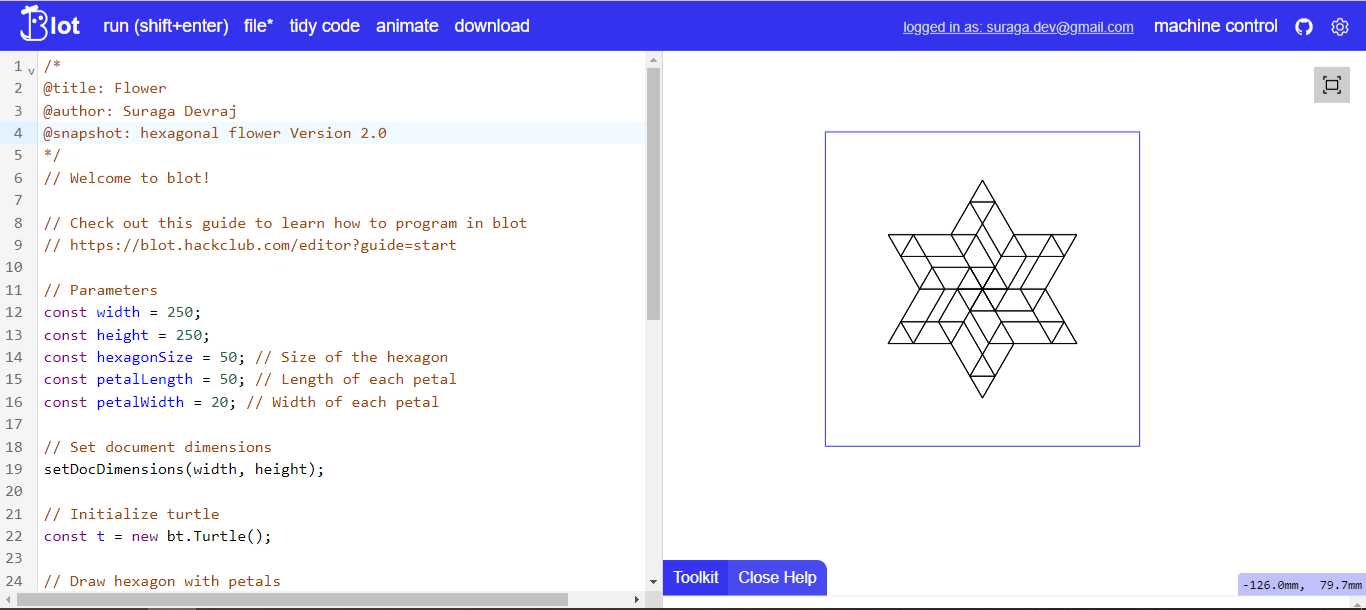 Blot run (shift+enter) file* tidy code animate download logged in as: suraga.dev@gmail.com machine control
1 /*
2 @title: Flower
3 @author: Suraga Devraj
4 @snapshot: hexagonal flower Version 2.0
5 */
6 // Welcome to blot!
7
8 // Check out this guide to learn how to program in blot
9 // https://blot.hackclub.com/editor?guide=start
10
11 // Parameters
12 const width = 250;
13 const height = 250;
14 const hexagonSize = 50; // Size of the hexagon
15 const petalLength = 50; // Length of each petal
16 const petalWidth = 20; // Width of each petal
17
18 // Set document dimensions
19 setDocDimensions(width, height);
20
21 // Initialize turtle
22 const t = new bt.Turtle();
23
24 // Draw hexagon with petals
Toolkit Close Help
-126.0mm, 79.7mm